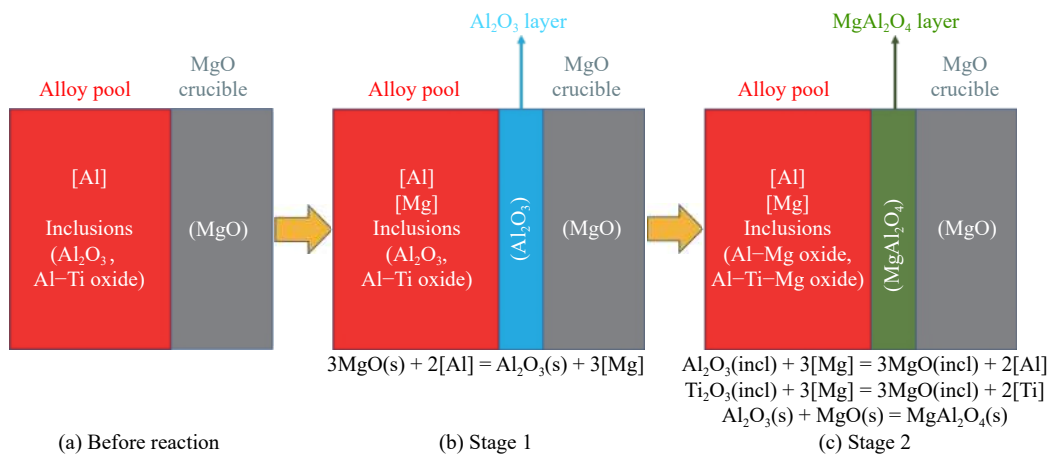 Al₂O₃ layer
MgAl₂O₄ layer
Alloy pool
MgO
crucible
Alloy pool
MgO
crucible
Alloy pool
MgO
crucible
[Al]
Inclusions
(Al₂O₃ ,
Al−Ti oxide)
(MgO)
[Al]
[Mg]
Inclusions
(Al₂O₃,
Al−Ti oxide)
(Al₂O₃)
(MgO)
[Al]
[Mg]
Inclusions
(Al−Mg oxide,
Al−Ti−Mg oxide)
(MgAl₂O₄)
(MgO)
3MgO(s) + 2[Al] = Al₂O₃(s) + 3[Mg]
Al₂O₃(incl) + 3[Mg] = 3MgO(incl) + 2[Al]
Ti₂O₃(incl) + 3[Mg] = 3MgO(incl) + 2[Ti]
Al₂O₃(s) + MgO(s) = MgAl₂O₄(s)
(a) Before reaction
(b) Stage 1
(c) Stage 2